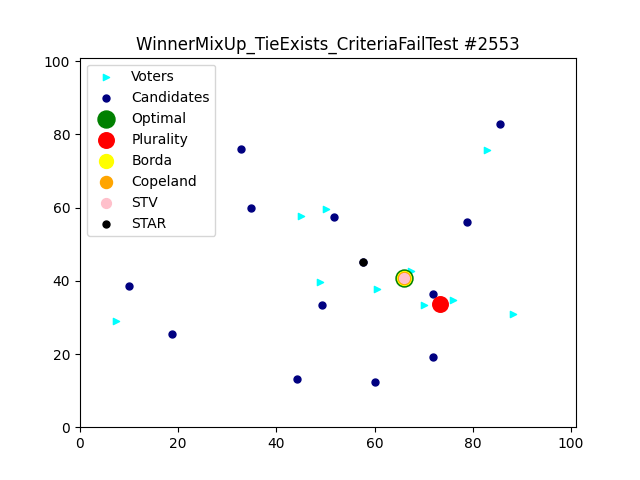 WinnerMixUp_TieExists_CriteriaFailTest #2553
100
80
60
40
20
0
0 20 40 60 80 100
Voters
Candidates
Optimal
Plurality
Borda
Copeland
STV
STAR